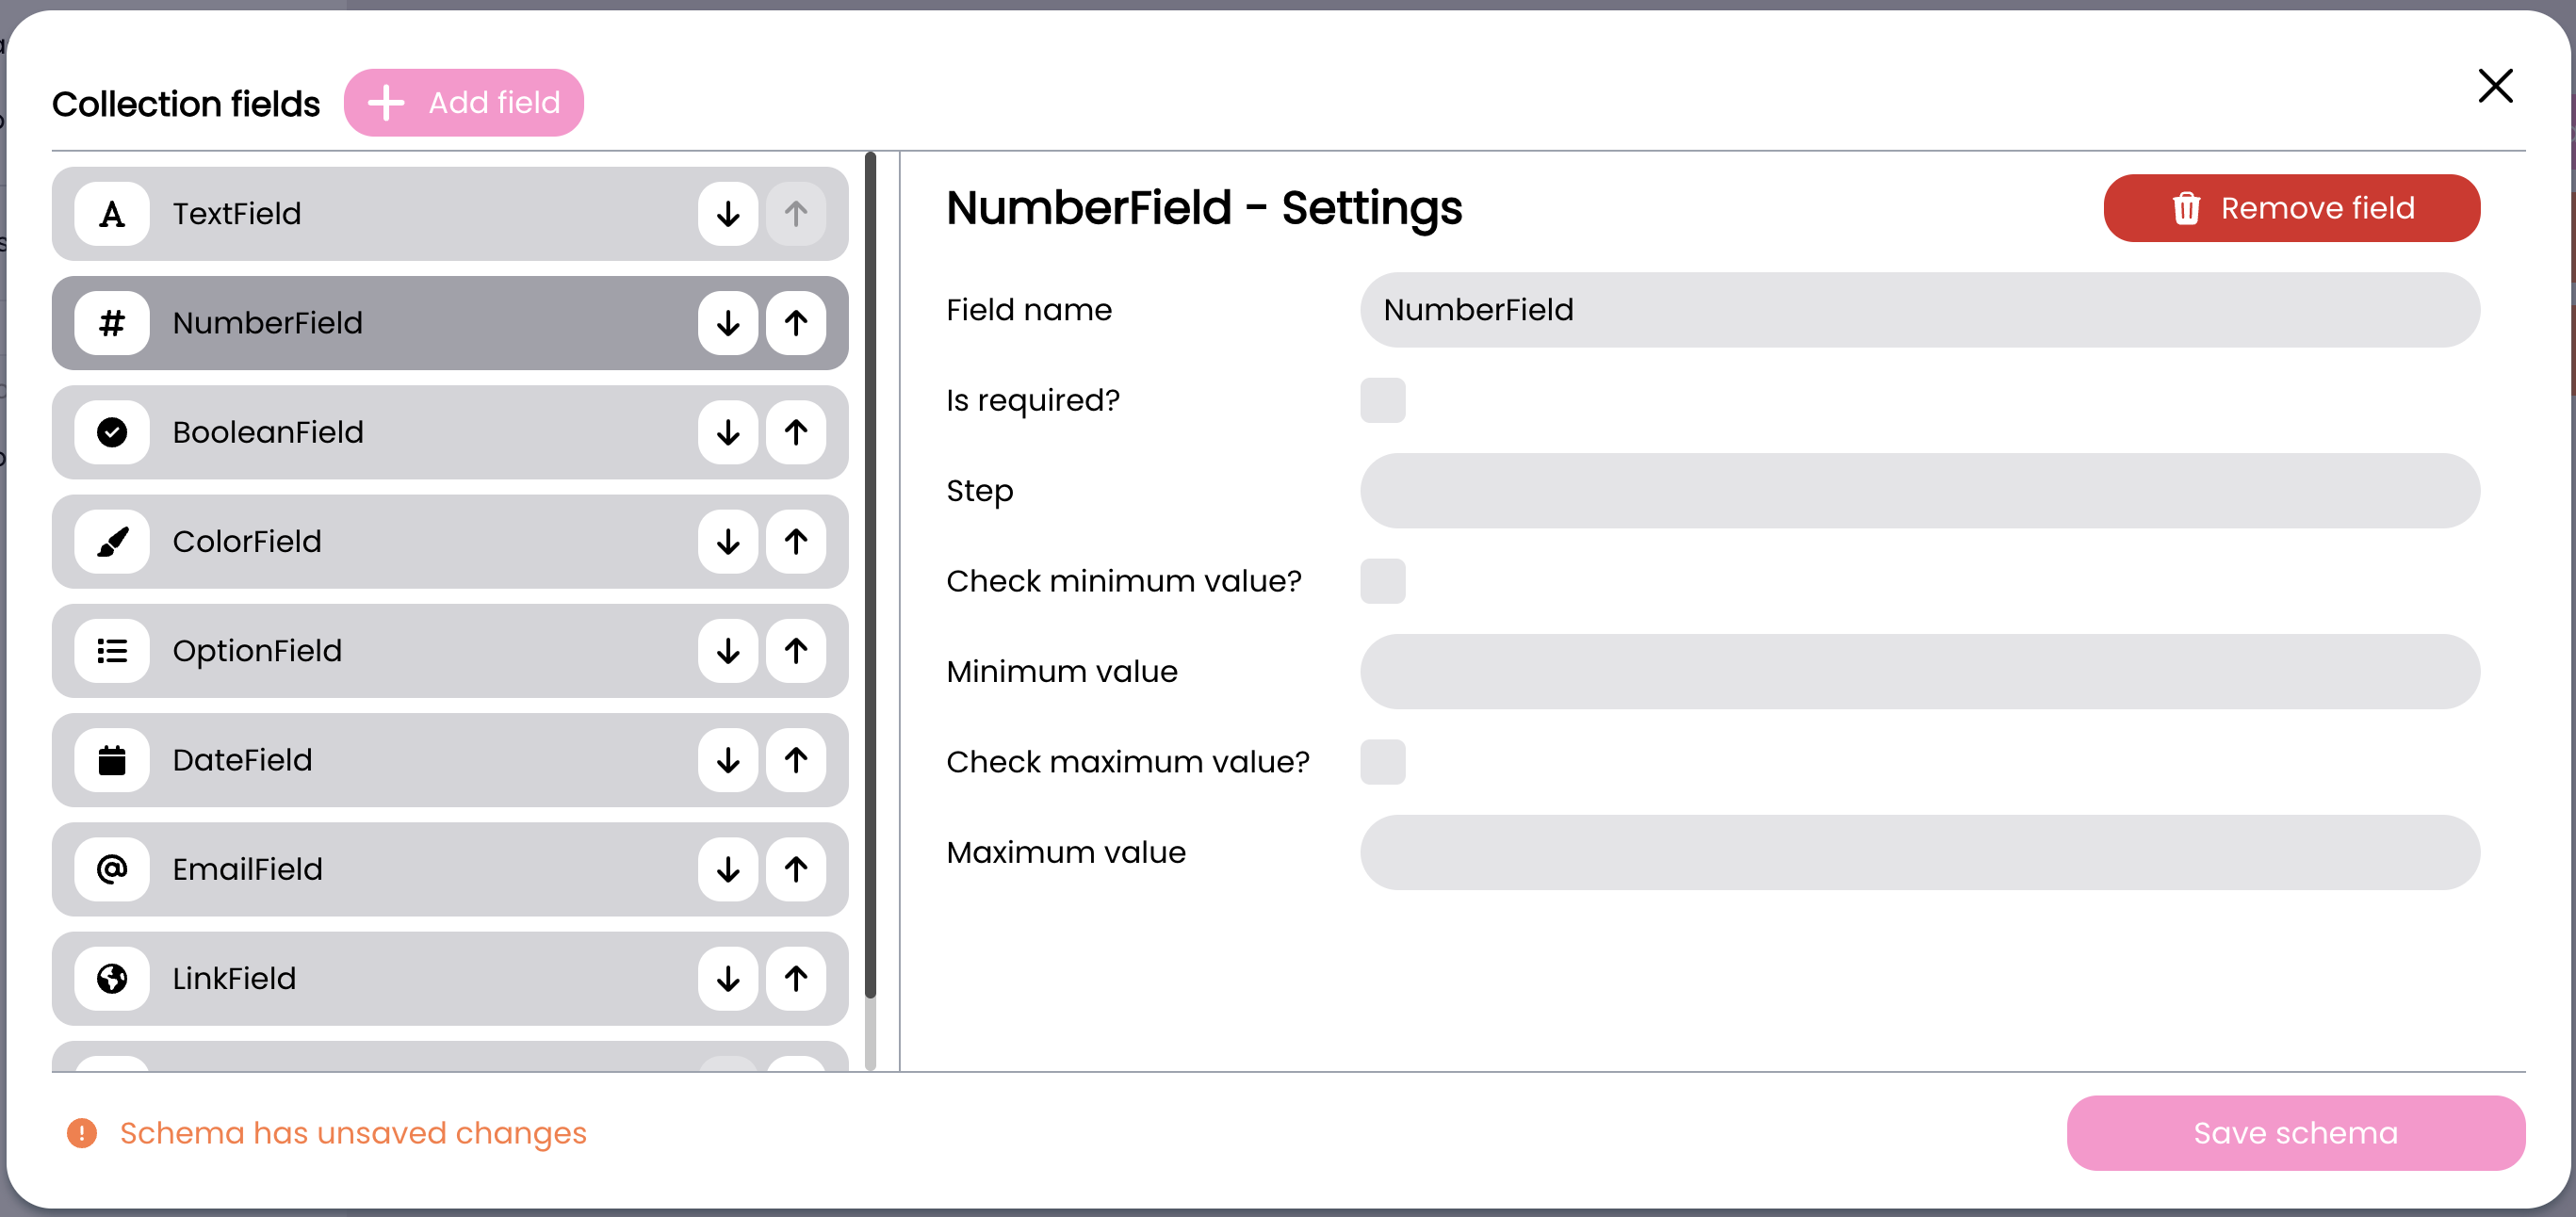 Collection fields
Add field
TextField
NumberField
BooleanField
ColorField
OptionField
DateField
EmailField
LinkField
NumberField - Settings
Remove field
Field name
NumberField
Is required?
Step
Check minimum value?
Minimum value
Check maximum value?
Maximum value
Schema has unsaved changes
Save schema